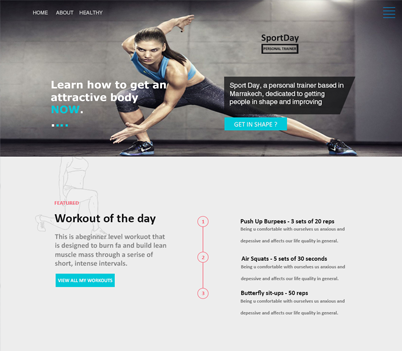 HOME ABOUT HEALTHY
SportDay
PERSONAL TRAINER
Learn how to get an
attractive body
NOW.
Sport Day, a personal trainer based in
Marrakech, dedicated to getting
people in shape and improving
GET IN SHAPE ?
FEATURED
Workout of the day
This is abeginner level workuot that
is designed to burn fa and build lean
muscle mass through a serise of
short, intense intervals.
VIEW ALL MY WORKOUTS
1
Push Up Burpees - 3 sets of 20 reps
Being u comfortable with ourselves us anxious and
depession and affects our life quality in general.
2
Air Squats - 5 sets of 30 seconds
Being u comfortable with ourselves us anxious and
depession and affects our life quality in general.
3
Butterfly sit-ups - 50 reps
Being u comfortable with ourselves us anxious and
depession and affects our life quality in general.